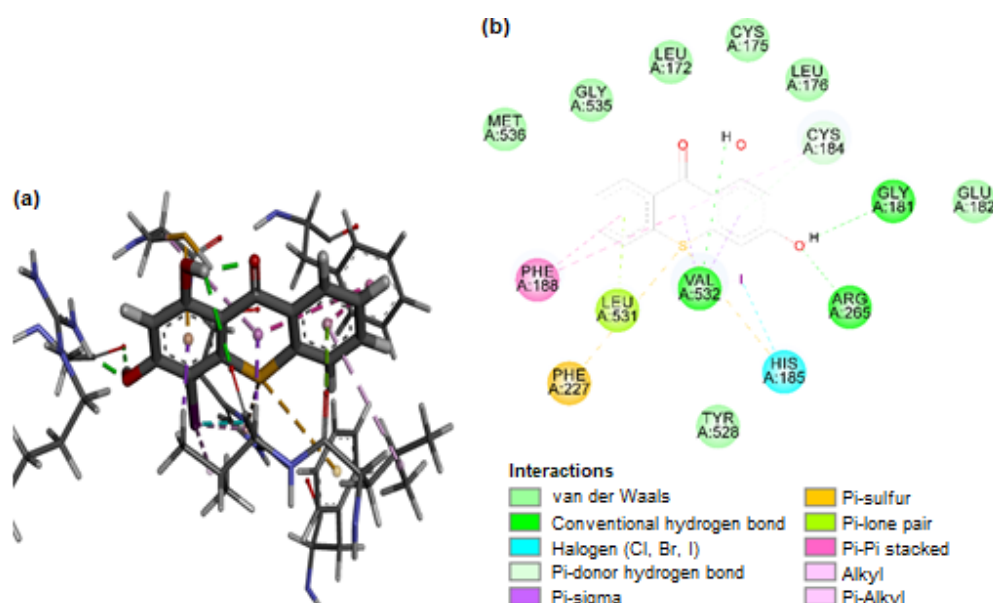 (b)
CYS
A:175
LEU
A:172
LEU
A:176
GLY
A:535
MET
A:536
H O
O
CYS
A:184
GLY
A:181
GLU
A:182
(a)
O H
S
PHE
A:188
VAL
A:532
I
LEU
A:531
ARG
A:265
PHE
A:227
HIS
A:185
TYR
A:528
Interactions
van der Waals
Conventional hydrogen bond
Halogen (Cl, Br, I)
Pi-donor hydrogen bond
Pi-sigma
Pi-sulfur
Pi-lone pair
Pi-Pi stacked
Alkyl
Pi-Alkyl